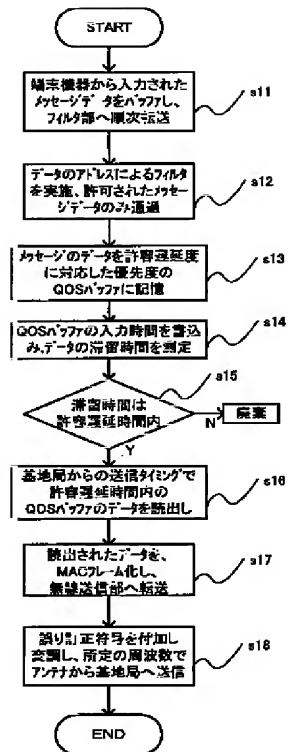 START
端末機器から入力された
メッセージデータをバッファし、
フィルタ部へ順次転送
s11
データのアドレスによるフィルタ
を実施、許可されたメッセー
ジデータのみ通過
s12
メッセージのデータを許容遅延度
に対応した優先度の
QOSバッファに記憶
s13
QOSバッファの入力時間を書込
み、データの滞留時間を測定
s14
滞留時間は
許容遅延時間内
s15
N
廃棄
Y
基地局からの送信タイミングで
許容遅延時間内の
QOSバッファのデータを読出し
s16
読出されたデータを、
MACフレーム化し、
無線送信部へ転送
s17
誤り訂正符号を付加し
変調し、所定の周波数で
アンテナから基地局へ送信
s18
END